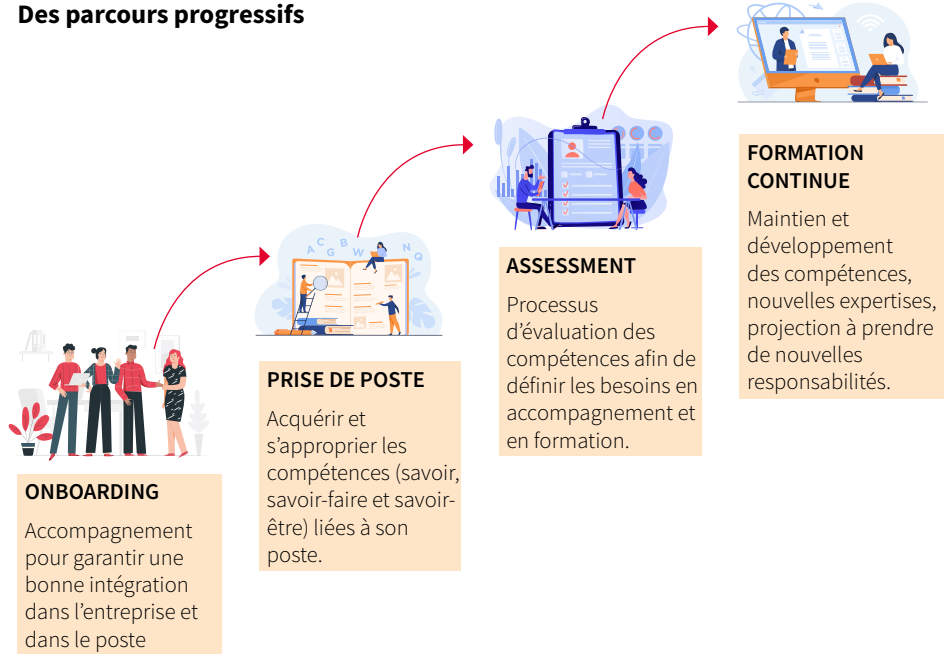 Des parcours progressifs
ONBOARDING
Accompagnement
pour garantir une
bonne intégration
dans l’entreprise et
dans le poste
A C G B W N Q
PRISE DE POSTE
Acquérir et
s’approprier les
compétences (savoir,
savoir-faire et savoir-
être) liées à son
poste.
ASSESSMENT
Processus
d’évaluation des
compétences afin de
définir les besoins en
accompagnement et
en formation.
FORMATION
CONTINUE
Maintien et
développement
des compétences,
nouvelles expertises,
projection à prendre
de nouvelles
responsabilités.